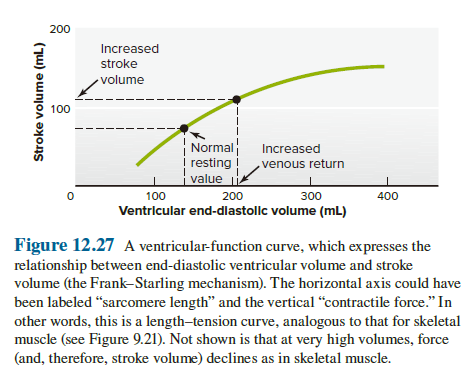 200
Increased
stroke
volume
Stroke volume (mL)
100
Normal
resting
value
Increased
venous return
0
100
200
300
400
Ventricular end-diastolic volume (mL)
Figure 12.27 A ventricular-function curve, which expresses the
relationship between end-diastolic ventricular volume and stroke
volume (the Frank–Starling mechanism). The horizontal axis could have
been labeled “sarcomere length” and the vertical “contractile force.” In
other words, this is a length–tension curve, analogous to that for skeletal
muscle (see Figure 9.21). Not shown is that at very high volumes, force
(and, therefore, stroke volume) declines as in skeletal muscle.